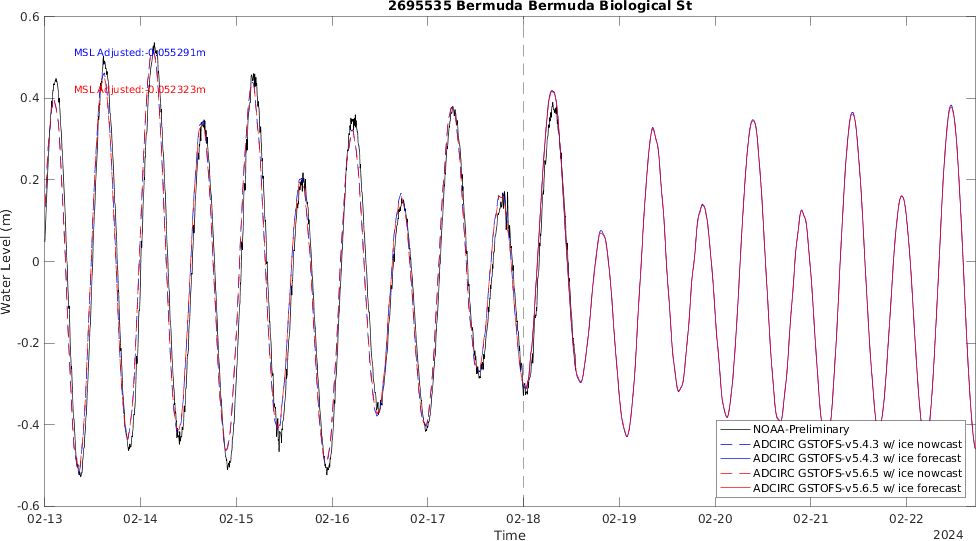 2695535 Bermuda Bermuda Biological St
MSL Adjusted:-0.055291m
MSL Adjusted:-0.052323m
Water Level (m)
0.6
0.4
0.2
0
-0.2
-0.4
-0.6
NOAA-Preliminary
ADCIRC GSTOFS-v5.4.3 w/ ice nowcast
ADCIRC GSTOFS-v5.4.3 w/ ice forecast
ADCIRC GSTOFS-v5.6.5 w/ ice nowcast
ADCIRC GSTOFS-v5.6.5 w/ ice forecast
02-13 02-14 02-15 02-16 02-17 02-18 02-19 02-20 02-21 02-22
Time
2024